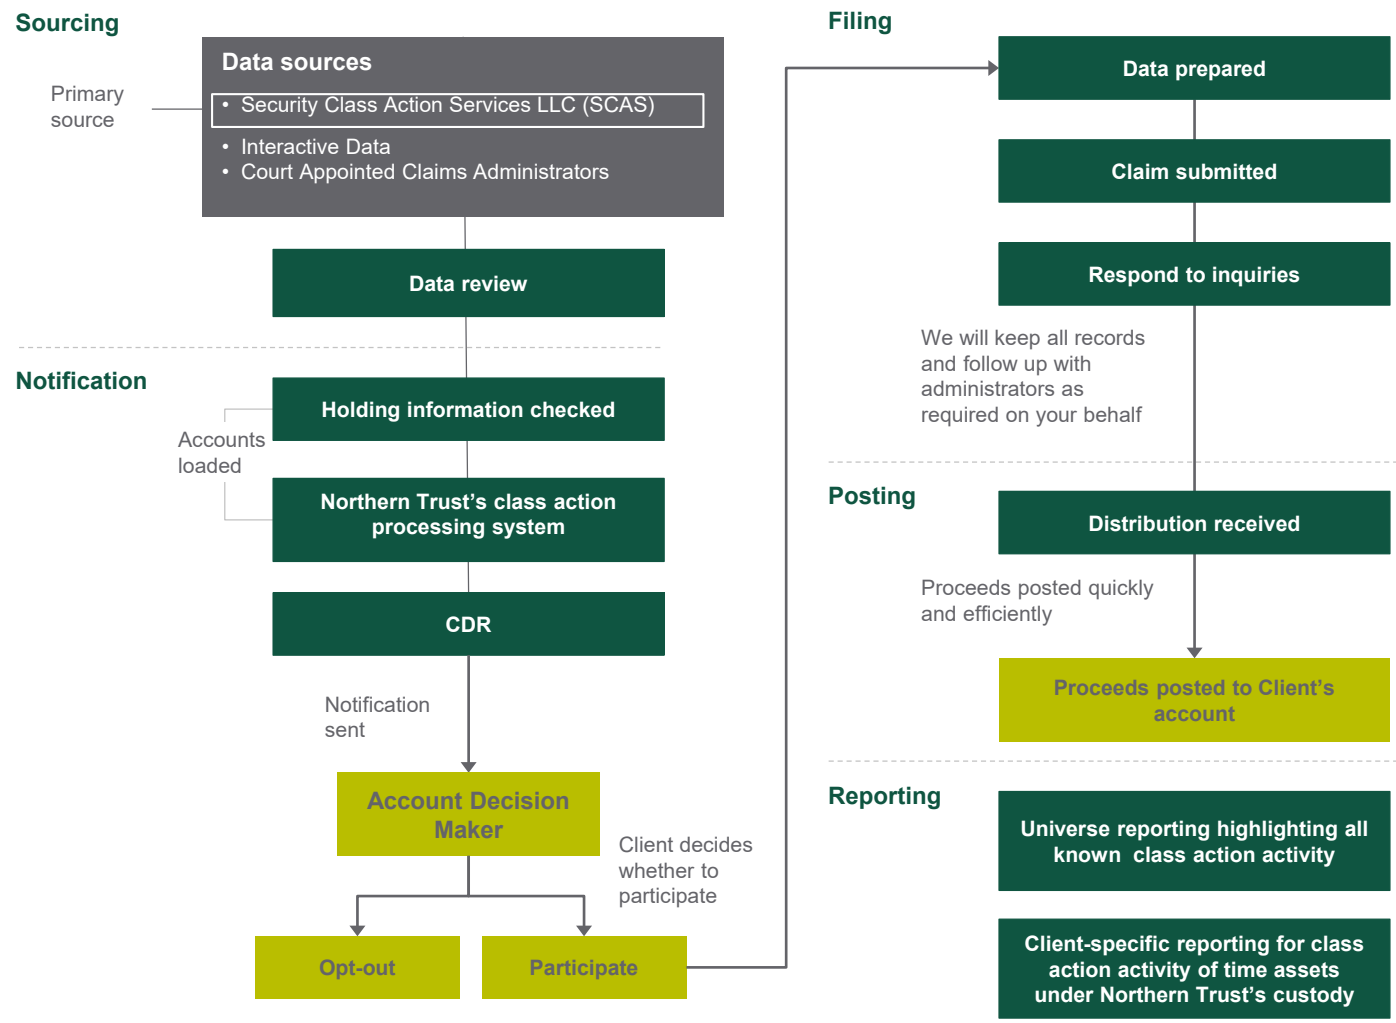 Sourcing
Data sources
Primary
source
• Security Class Action Services LLC (SCAS)
• Interactive Data
• Court Appointed Claims Administrators
Data review
Notification
Holding information checked
Accounts
loaded
Northern Trust’s class action
processing system
CDR
Notification
sent
Account Decision
Maker
Client decides
whether to
participate
Opt-out
Participate
Filing
Data prepared
Claim submitted
Respond to inquiries
We will keep all records
and follow up with
administrators as
required on your behalf
Posting
Distribution received
Proceeds posted quickly
and efficiently
Proceeds posted to Client’s
account
Reporting
Universe reporting highlighting all
known  class action activity
Client-specific reporting for class
action activity of time assets
under Northern Trust’s custody